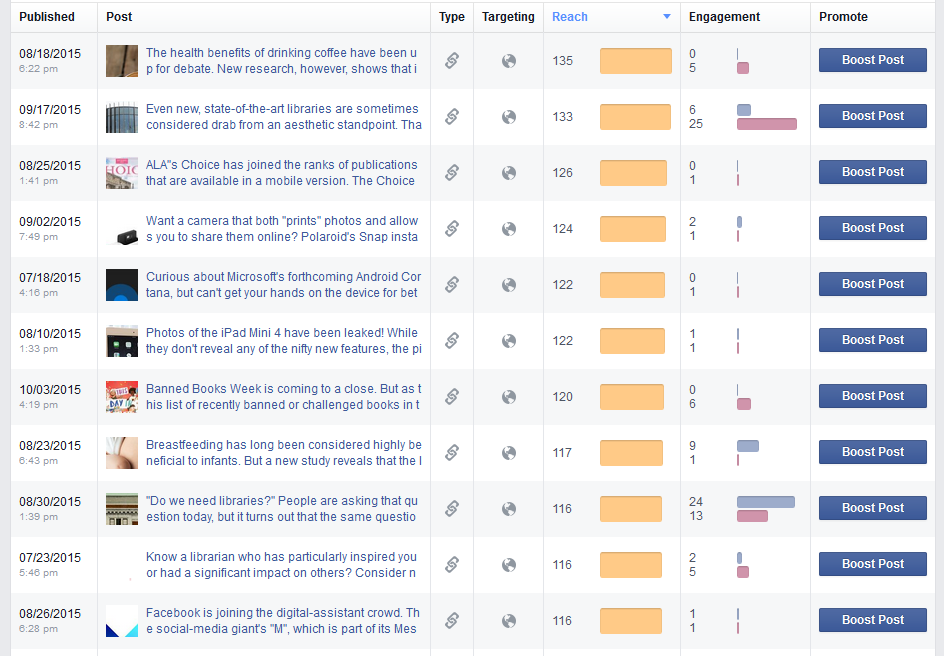 Published Post Type Targeting Reach Engagement Promote
08/18/2015
6:22 pm
The health benefits of drinking coffee have been u
p for debate. New research, however, shows that i
135
0
5
Boost Post
09/17/2015
8:42 pm
Even new, state-of-the-art libraries are sometimes
considered drab from an aesthetic standpoint. Tha
133
6
25
Boost Post
08/25/2015
1:41 pm
HOIC
ALA"s Choice has joined the ranks of publications
that are available in a mobile version. The Choice
126
0
1
Boost Post
09/02/2015
7:49 pm
Want a camera that both "prints" photos and allow
s you to share them online? Polaroid's Snap insta
124
2
1
Boost Post
07/18/2015
4:16 pm
Curious about Microsoft's forthcoming Android Cor
tana, but can't get your hands on the device for bet
122
0
1
Boost Post
08/10/2015
1:33 pm
Photos of the iPad Mini 4 have been leaked! While
they don't reveal any of the nifty new features, the pi
122
1
1
Boost Post
10/03/2015
4:19 pm
Banned Books Week is coming to a close. But as t
his list of recently banned or challenged books in t
120
0
6
Boost Post
08/23/2015
6:43 pm
Breastfeeding has long been considered highly be
neficial to infants. But a new study reveals that the l
117
9
1
Boost Post
08/30/2015
1:39 pm
"Do we need libraries?" People are asking that qu
estion today, but it turns out that the same questio
116
24
13
Boost Post
07/23/2015
5:46 pm
Know a librarian who has particularly inspired you
or had a significant impact on others? Consider n
116
2
5
Boost Post
08/26/2015
6:28 pm
Facebook is joining the digital-assistant crowd. Th
e social-media giant's "M", which is part of its Mes
116
1
1
Boost Post